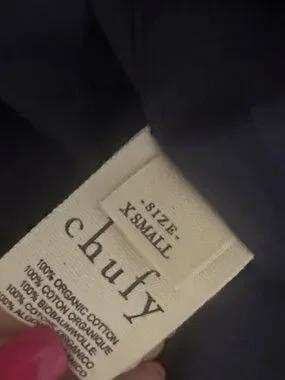 -SIZE-
X SMALL
chufy
100% ORGANIC COTTON
100% COTON ORGANIQUE
100% BIOBAUMWOLLE